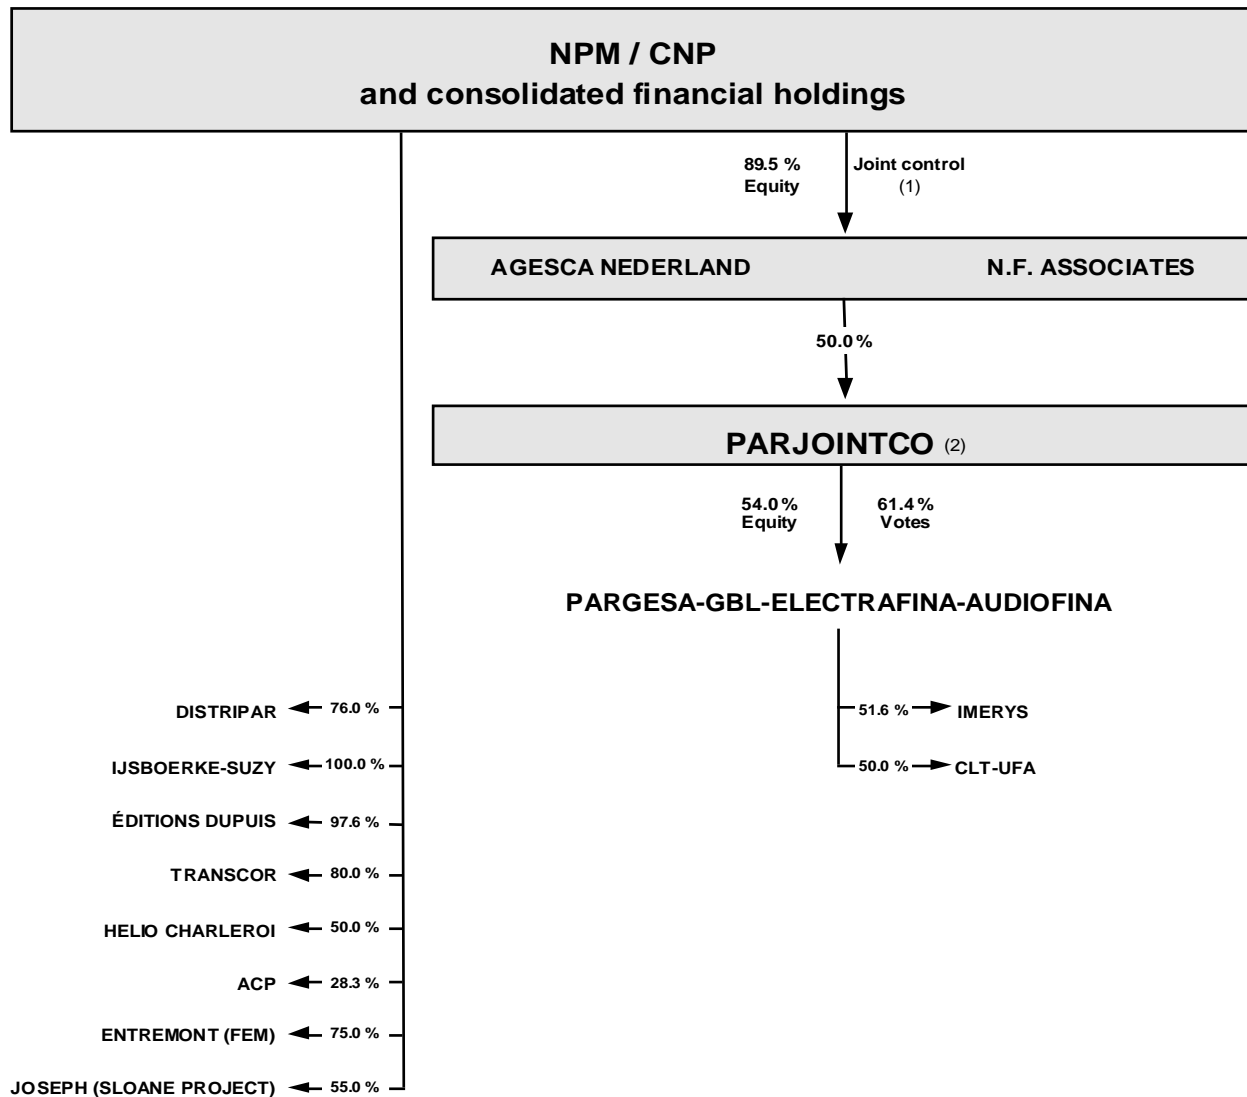 NPM / CNP
and consolidated financial holdings
89.5 %
Equity
Joint control
(1)
AGESCA NEDERLAND
N.F. ASSOCIATES
50.0 %
PARJOINTCO (2)
54.0 %
Equity
61.4 %
Votes
PARGESA-GBL-ELECTRAFINA-AUDIOFINA
DISTRIPAR 76.0 %
51.6 % IMERYS
IJSBOERKE-SUZY 100.0 %
50.0 % CLT-UFA
ÉDITIONS DUPUIS 97.6 %
TRANSCOR 80.0 %
HELIO CHARLEROI 50.0 %
ACP 28.3 %
ENTREMONT (FEM) 75.0 %
JOSEPH (SLOANE PROJECT) 55.0 %